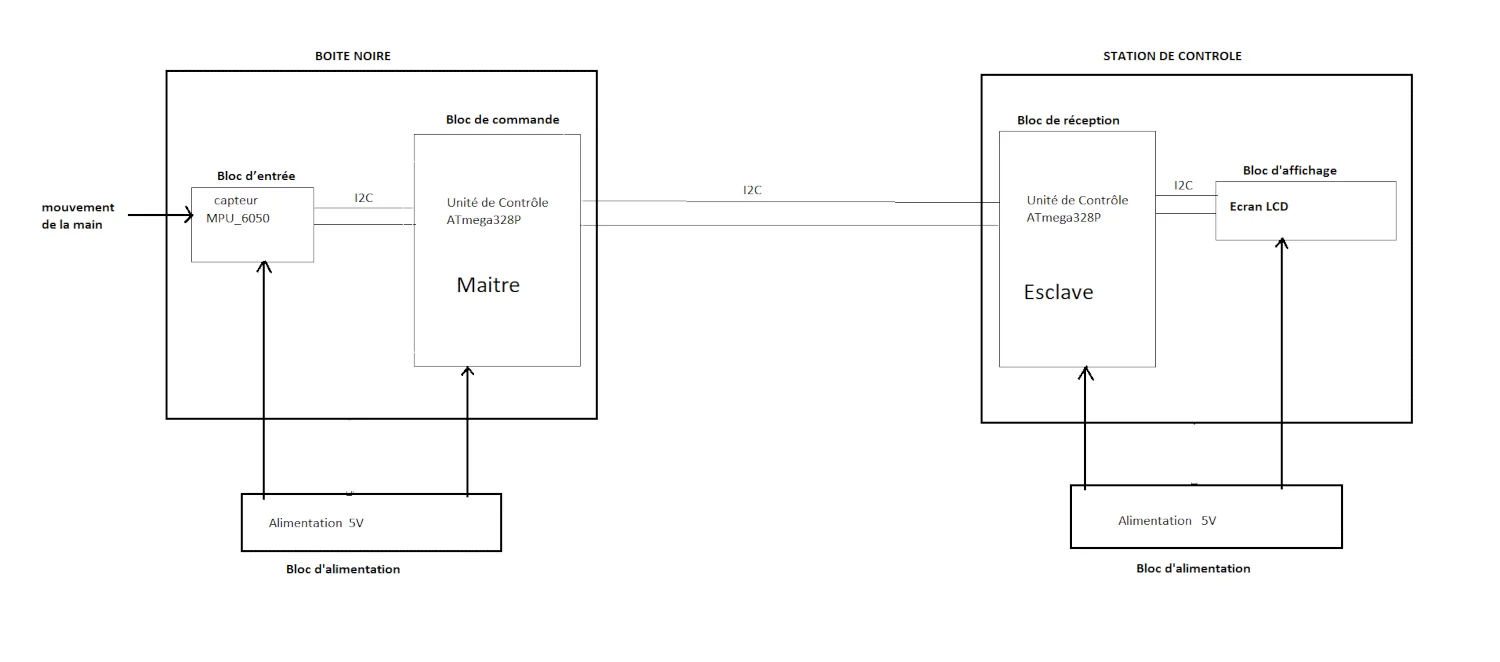 BOITE NOIRE
STATION DE CONTROLE
Bloc de commande
Bloc de réception
Bloc d'affichage
Bloc d’entrée
mouvement
de la main
capteur
MPU_6050
I2C
Unité de Contrôle
ATmega328P
Maitre
I2C
Unité de Contrôle
ATmega328P
Esclave
I2C
Ecran LCD
Alimentation 5V
Bloc d'alimentation
Alimentation 5V
Bloc d'alimentation